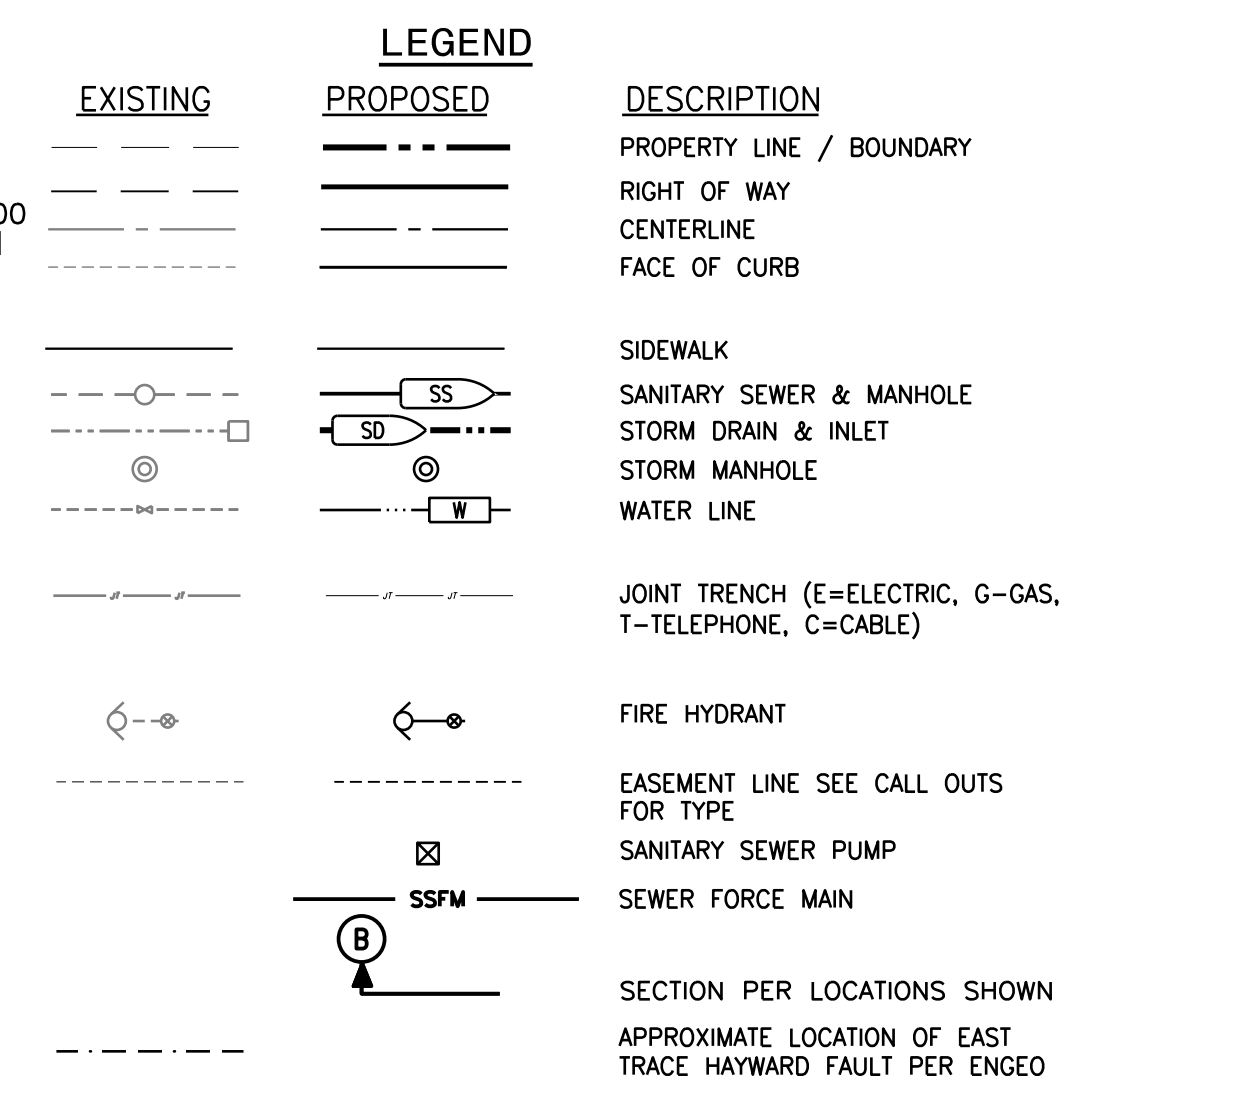 LEGEND
EXISTING PROPOSED DESCRIPTION
PROPERTY LINE / BOUNDARY
RIGHT OF WAY
00
CENTERLINE
FACE OF CURB
SIDEWALK
SS SANITARY SEWER & MANHOLE
SD STORM DRAIN & INLET
STORM MANHOLE
W WATER LINE
JT JT JT JT JOINT TRENCH (E=ELECTRIC, G-GAS,
T-TELEPHONE, C=CABLE)
FIRE HYDRANT
EASEMENT LINE SEE CALL OUTS
FOR TYPE
SANITARY SEWER PUMP
SSFM SEWER FORCE MAIN
B
SECTION PER LOCATIONS SHOWN
APPROXIMATE LOCATION OF EAST
TRACE HAYWARD FAULT PER ENGEO